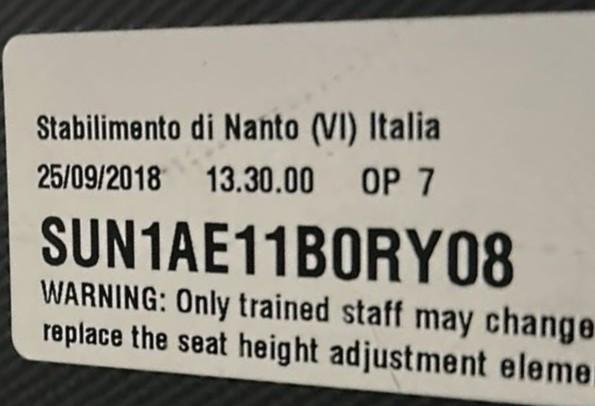 Stabilimento di Nanto (VI) Italia
25/09/2018 13.30.00 OP 7
SUN1AE11B0RY08
WARNING: Only trained staff may change
replace the seat height adjustment eleme